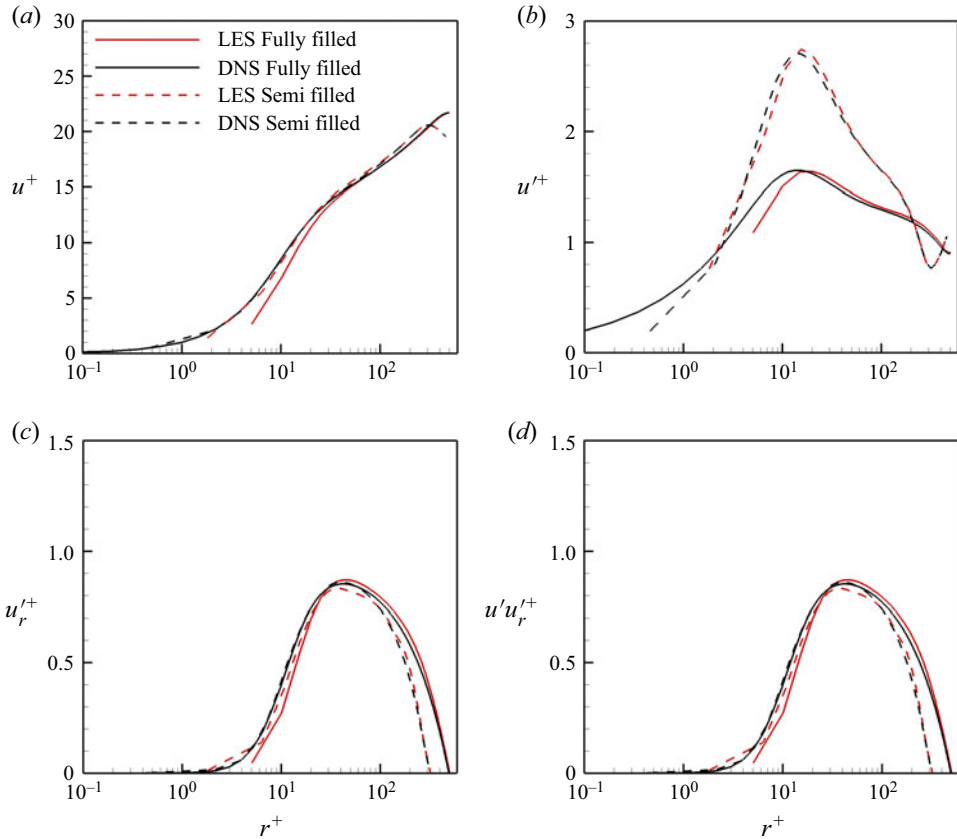 (a)
30
25
20
15
10
5
0
u⁺
LES Fully filled
DNS Fully filled
LES Semi filled
DNS Semi filled
10⁻¹ 10⁰ 10¹ 10²
(b)
3
2
1
0
u′⁺
10⁻¹ 10⁰ 10¹ 10²
(c)
1.5
1.0
0.5
0
u′ᵣ⁺
10⁻¹ 10⁰ 10¹ 10²
r⁺
(d)
1.5
1.0
0.5
0
u′u′ᵣ⁺
10⁻¹ 10⁰ 10¹ 10²
r⁺